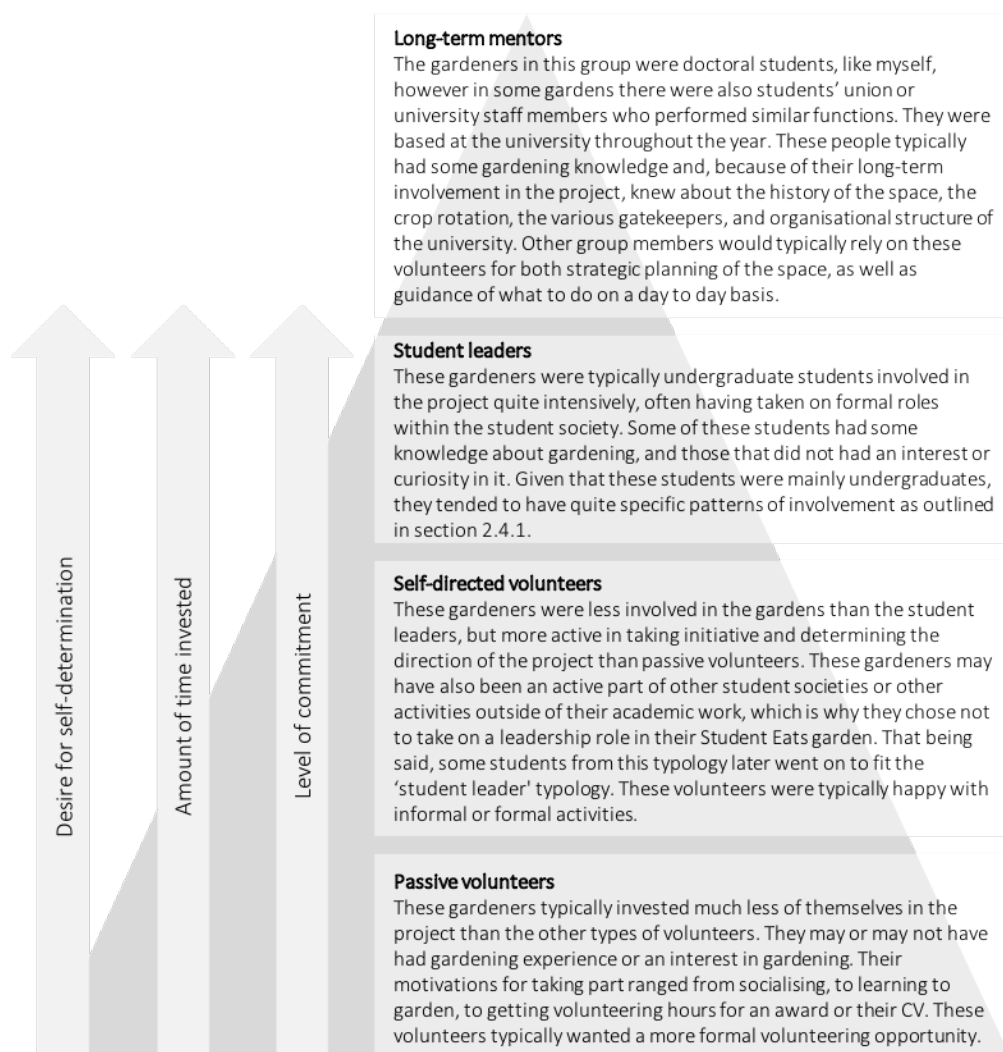 Long-term mentors
The gardeners in this group were doctoral students, like myself,
however in some gardens there were also students’ union or
university staff members who performed similar functions. They were
based at the university throughout the year. These people typically
had some gardening knowledge and, because of their long-term
involvement in the project, knew about the history of the space, the
crop rotation, the various gatekeepers, and organisational structure of
the university. Other group members would typically rely on these
volunteers for both strategic planning of the space, as well as
guidance of what to do on a day to day basis.
Student leaders
These gardeners were typically undergraduate students involved in
the project quite intensively, often having taken on formal roles
within the student society. Some of these students had some
knowledge about gardening, and those that did not had an interest or
curiosity in it. Given that these students were mainly undergraduates,
they tended to have quite specific patterns of involvement as outlined
in section 2.4.1.
Self-directed volunteers
These gardeners were less involved in the gardens than the student
leaders, but more active in taking initiative and determining the
direction of the project than passive volunteers. These gardeners may
have also been an active part of other student societies or other
activities outside of their academic work, which is why they chose not
to take on a leadership role in their Student Eats garden. That being
said, some students from this typology later went on to fit the
‘student leader' typology. These volunteers were typically happy with
informal or formal activities.
Passive volunteers
These gardeners typically invested much less of themselves in the
project than the other types of volunteers. They may or may not have
had gardening experience or an interest in gardening. Their
motivations for taking part ranged from socialising, to learning to
garden, to getting volunteering hours for an award or their CV. These
volunteers typically wanted a more formal volunteering opportunity.
Desire for self-determination
Amount of time invested
Level of commitment